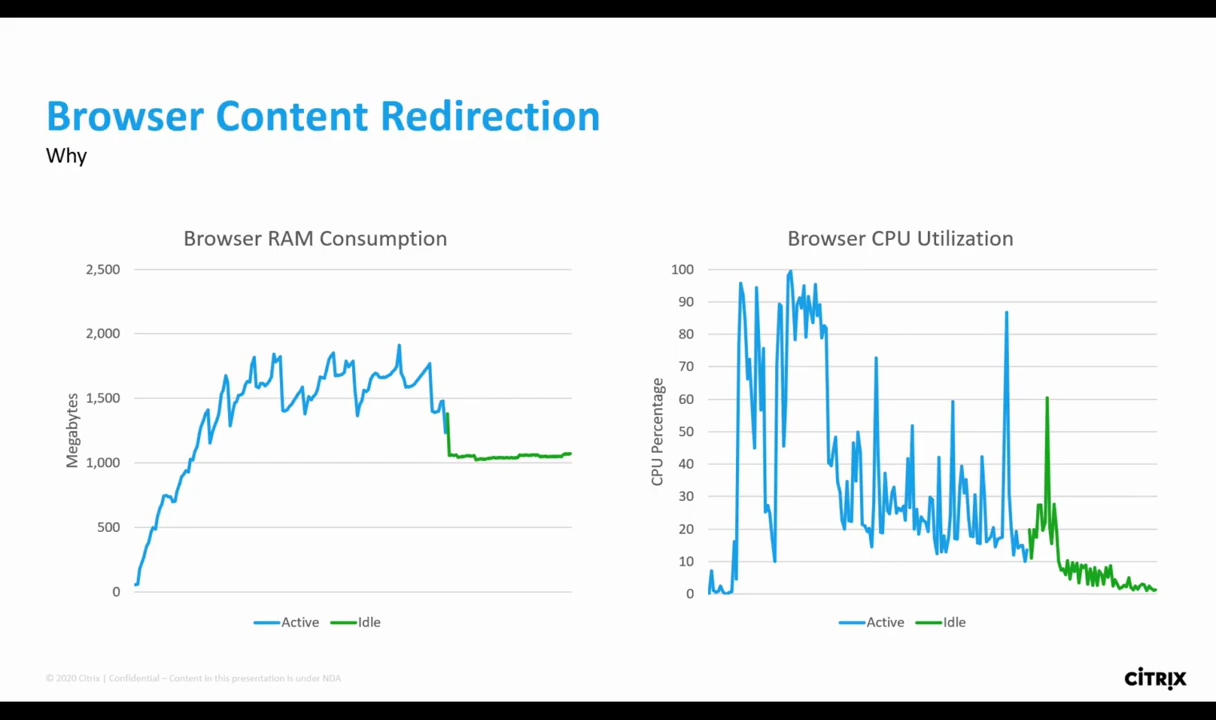 Browser Content Redirection
Why
Browser RAM Consumption
2,500
2,000
1,500
1,000
500
0
Megabytes
Active
Idle
Browser CPU Utilization
100
90
80
70
60
50
40
30
20
10
0
CPU Percentage
Active
Idle
© 2020 Citrix | Confidential – Content in this presentation is under NDA
CITRIX